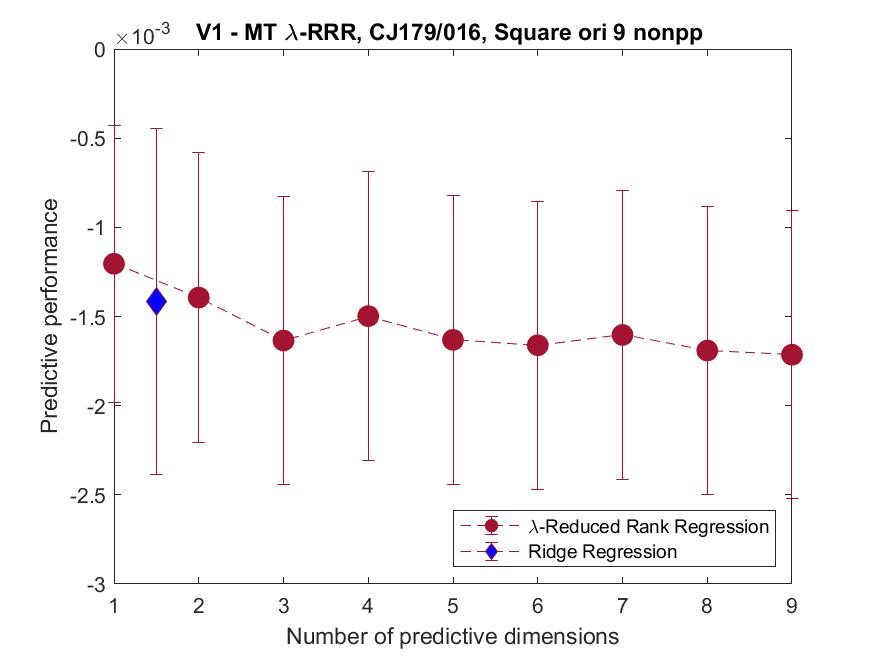 ×10-3
V1 - MT λ-RRR, CJ179/016, Square ori 9 nonpp
0
-0.5
-1
-1.5
-2
-2.5
-3
Predictive performance
λ-Reduced Rank Regression
Ridge Regression
1 2 3 4 5 6 7 8 9
Number of predictive dimensions